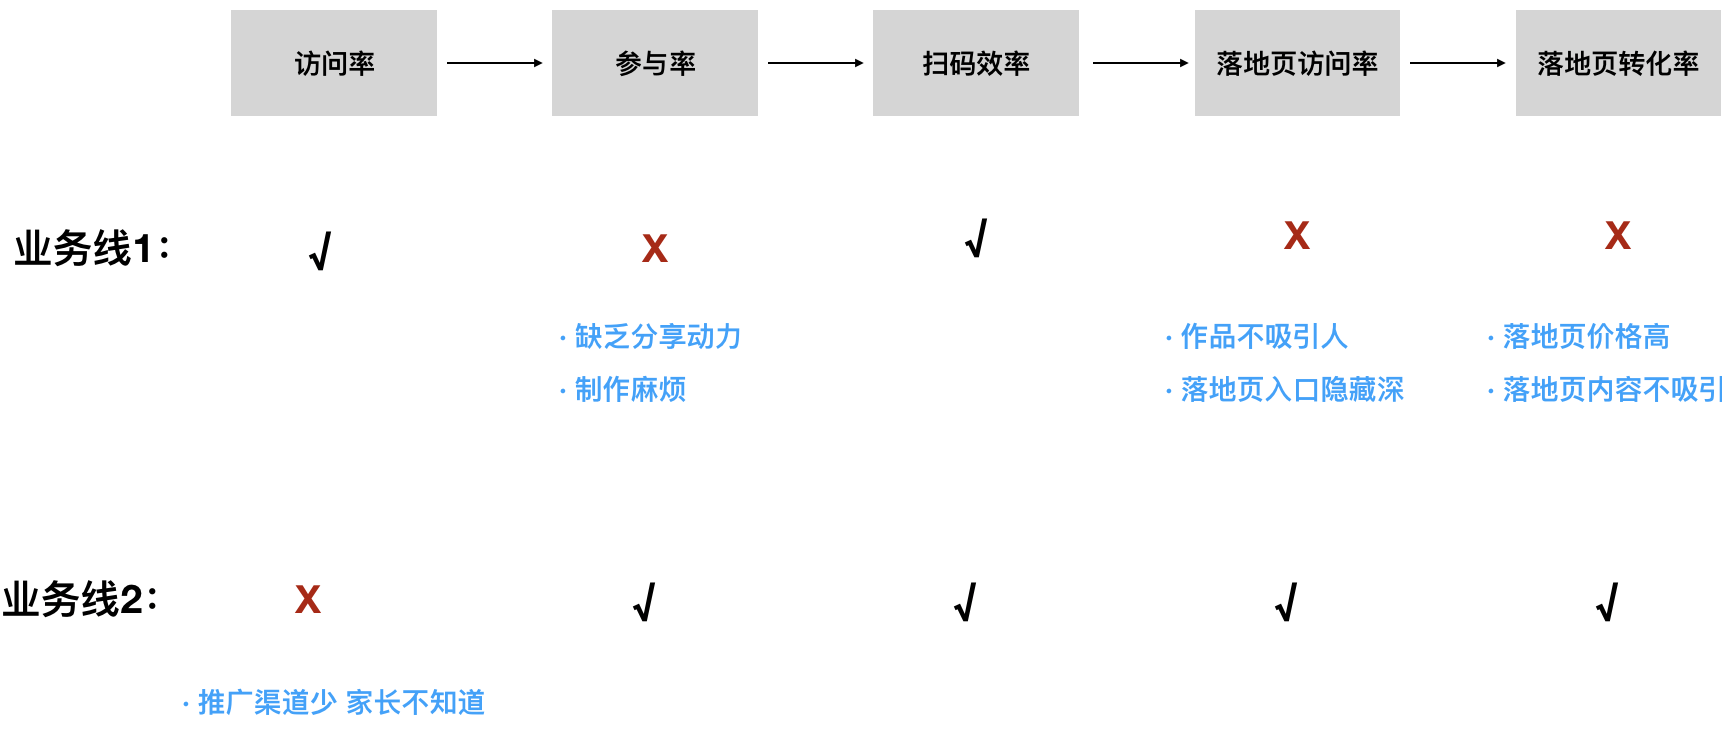 访问率
参与率
扫码效率
落地页访问率
落地页转化率
业务线1：
√
X
√
X
X
· 缺乏分享动力
· 制作麻烦
· 作品不吸引人
· 落地页入口隐藏深
· 落地页价格高
· 落地页内容不吸引
业务线2：
X
√
√
√
√
· 推广渠道少 家长不知道